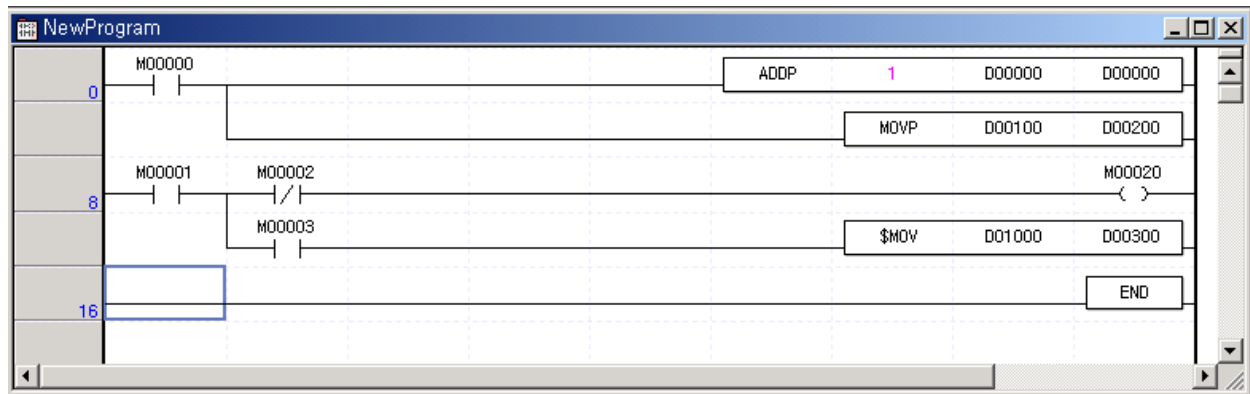 NewProgram
M00000
ADDP 1 D00000 D00000
0
MOVP D00100 D00200
M00001 M00002 M00020
8
M00003
$MOV D01000 D00300
END
16